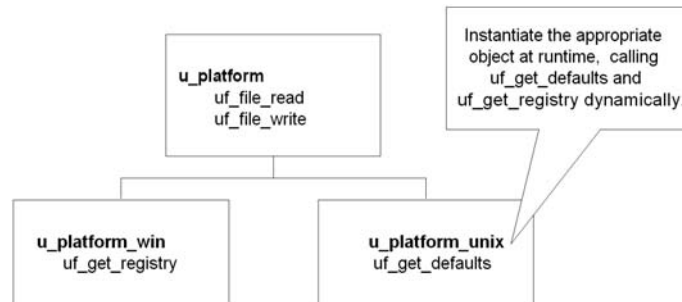 Instantiate the appropriate
object at runtime, calling
uf_get_defaults and
uf_get_registry dynamically.
u_platform
uf_file_read
uf_file_write
u_platform_win
uf_get_registry
u_platform_unix
uf_get_defaults